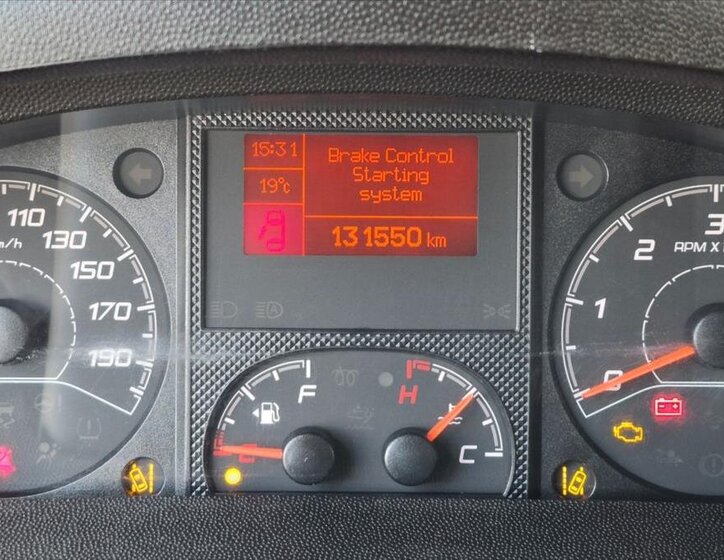 15:31
Brake Control
Starting
system
19°c
131550 km
110
130
150
170
190
F
H
C
3
2
RPM X
1
0